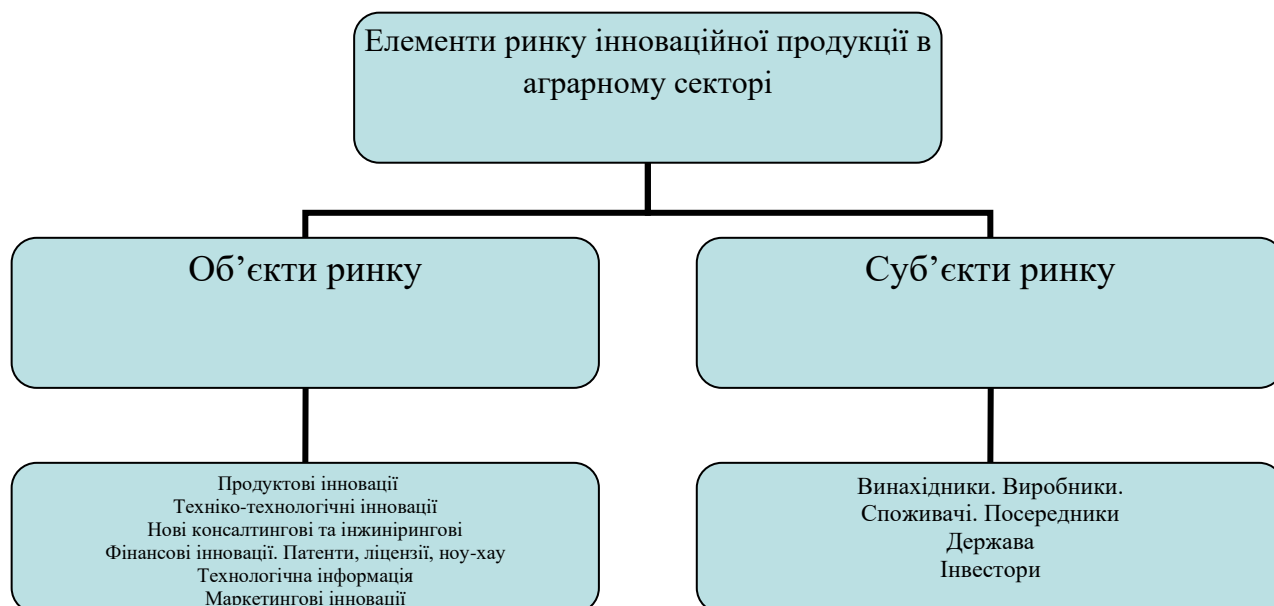 Елементи ринку інноваційної продукції в
аграрному секторі
Об’єкти ринку
Суб’єкти ринку
Продуктові інновації
Техніко-технологічні інновації
Нові консалтингові та інжинірингові
Фінансові інновації. Патенти, ліцензії, ноу-хау
Технологічна інформація
Маркетингові інновації
Винахідники. Виробники.
Споживачі. Посередники
Держава
Інвестори